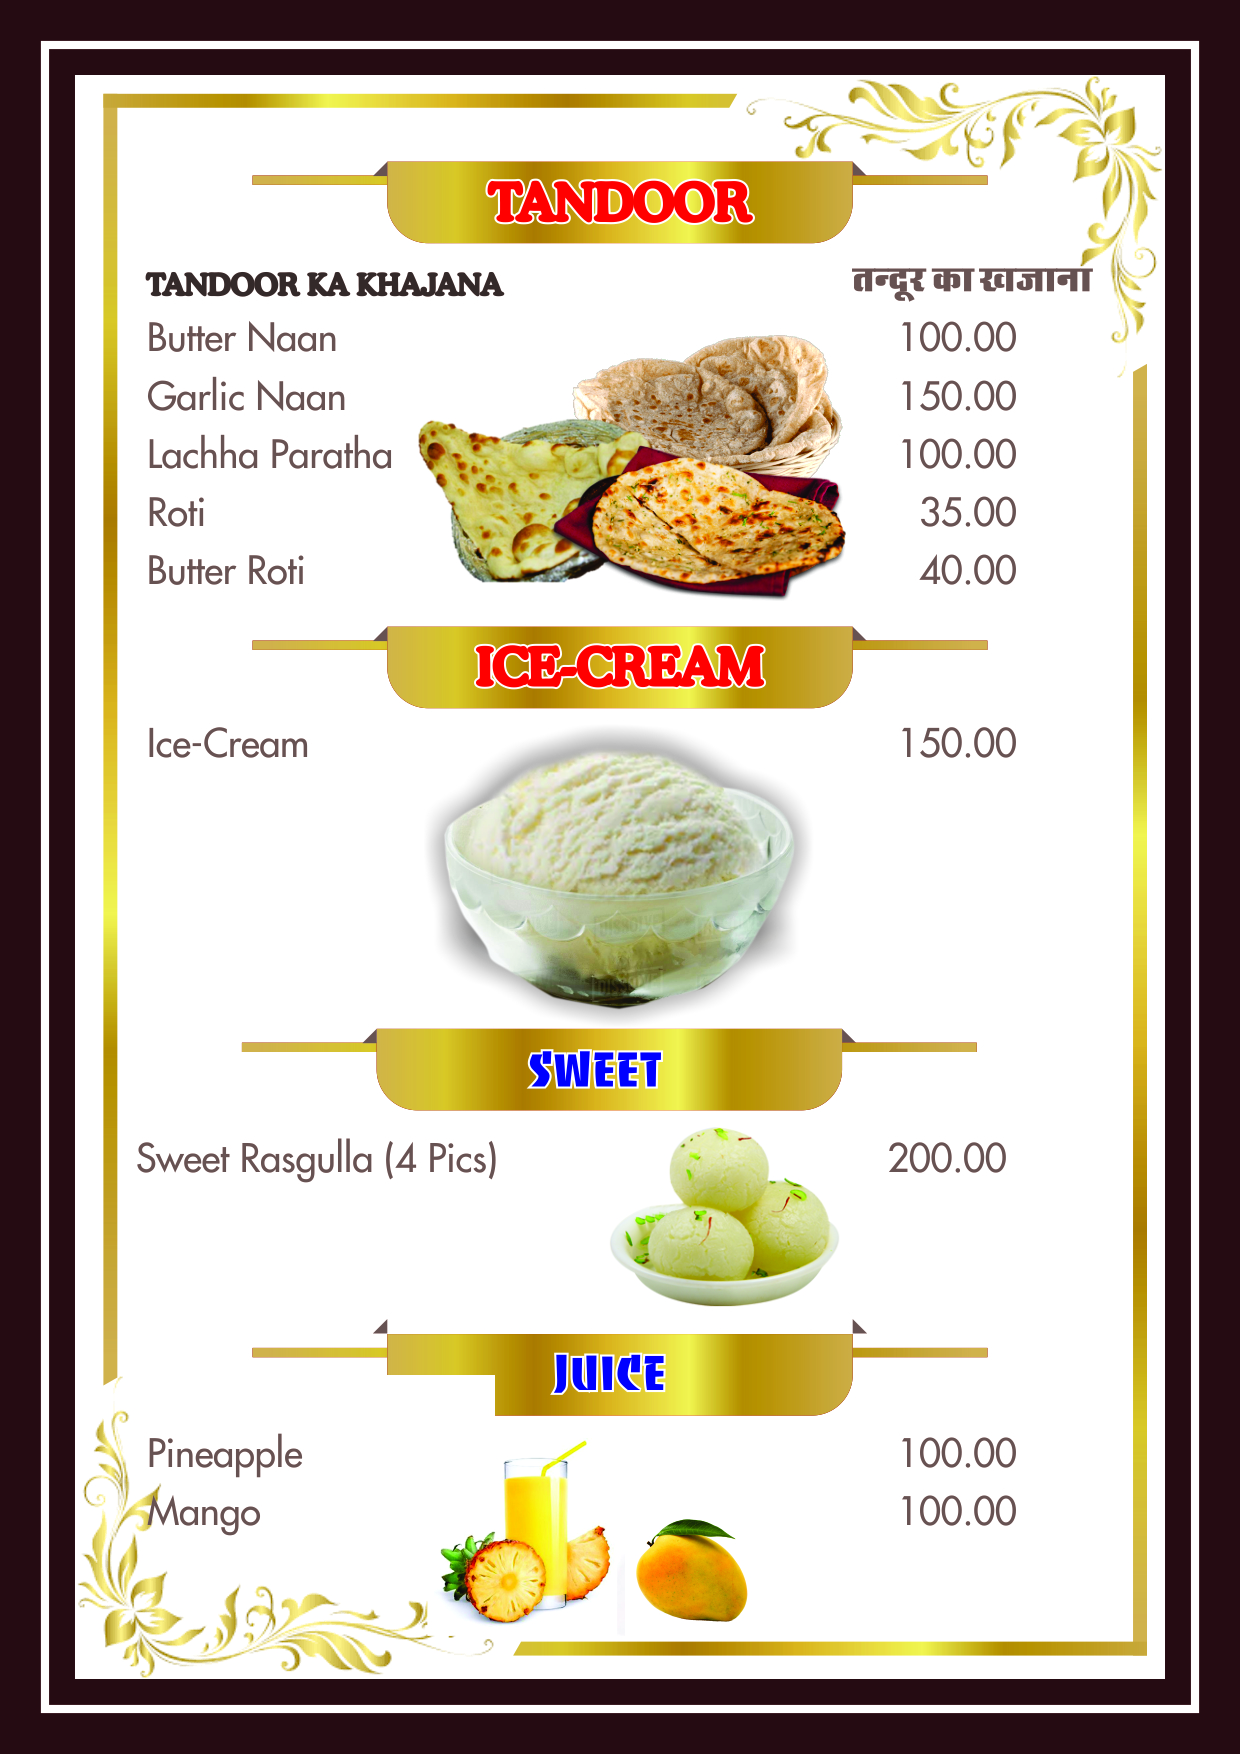 TANDOOR
TANDOOR KA KHAJANA तन्दूर का खजाना
Butter Naan 100.00
Garlic Naan 150.00
Lachha Paratha 100.00
Roti 35.00
Butter Roti 40.00
ICE-CREAM
Ice-Cream 150.00
SWEET
Sweet Rasgulla (4 Pics) 200.00
JUICE
Pineapple 100.00
Mango 100.00